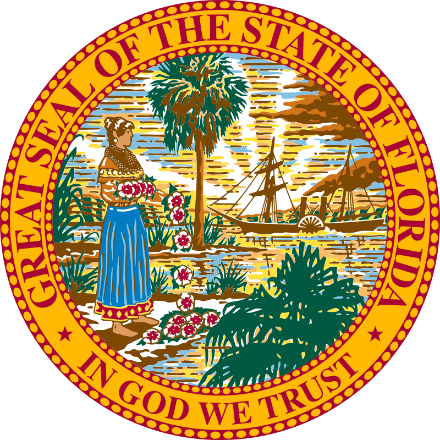 GREAT SEAL OF THE STATE OF FLORIDA
IN GOD WE TRUST